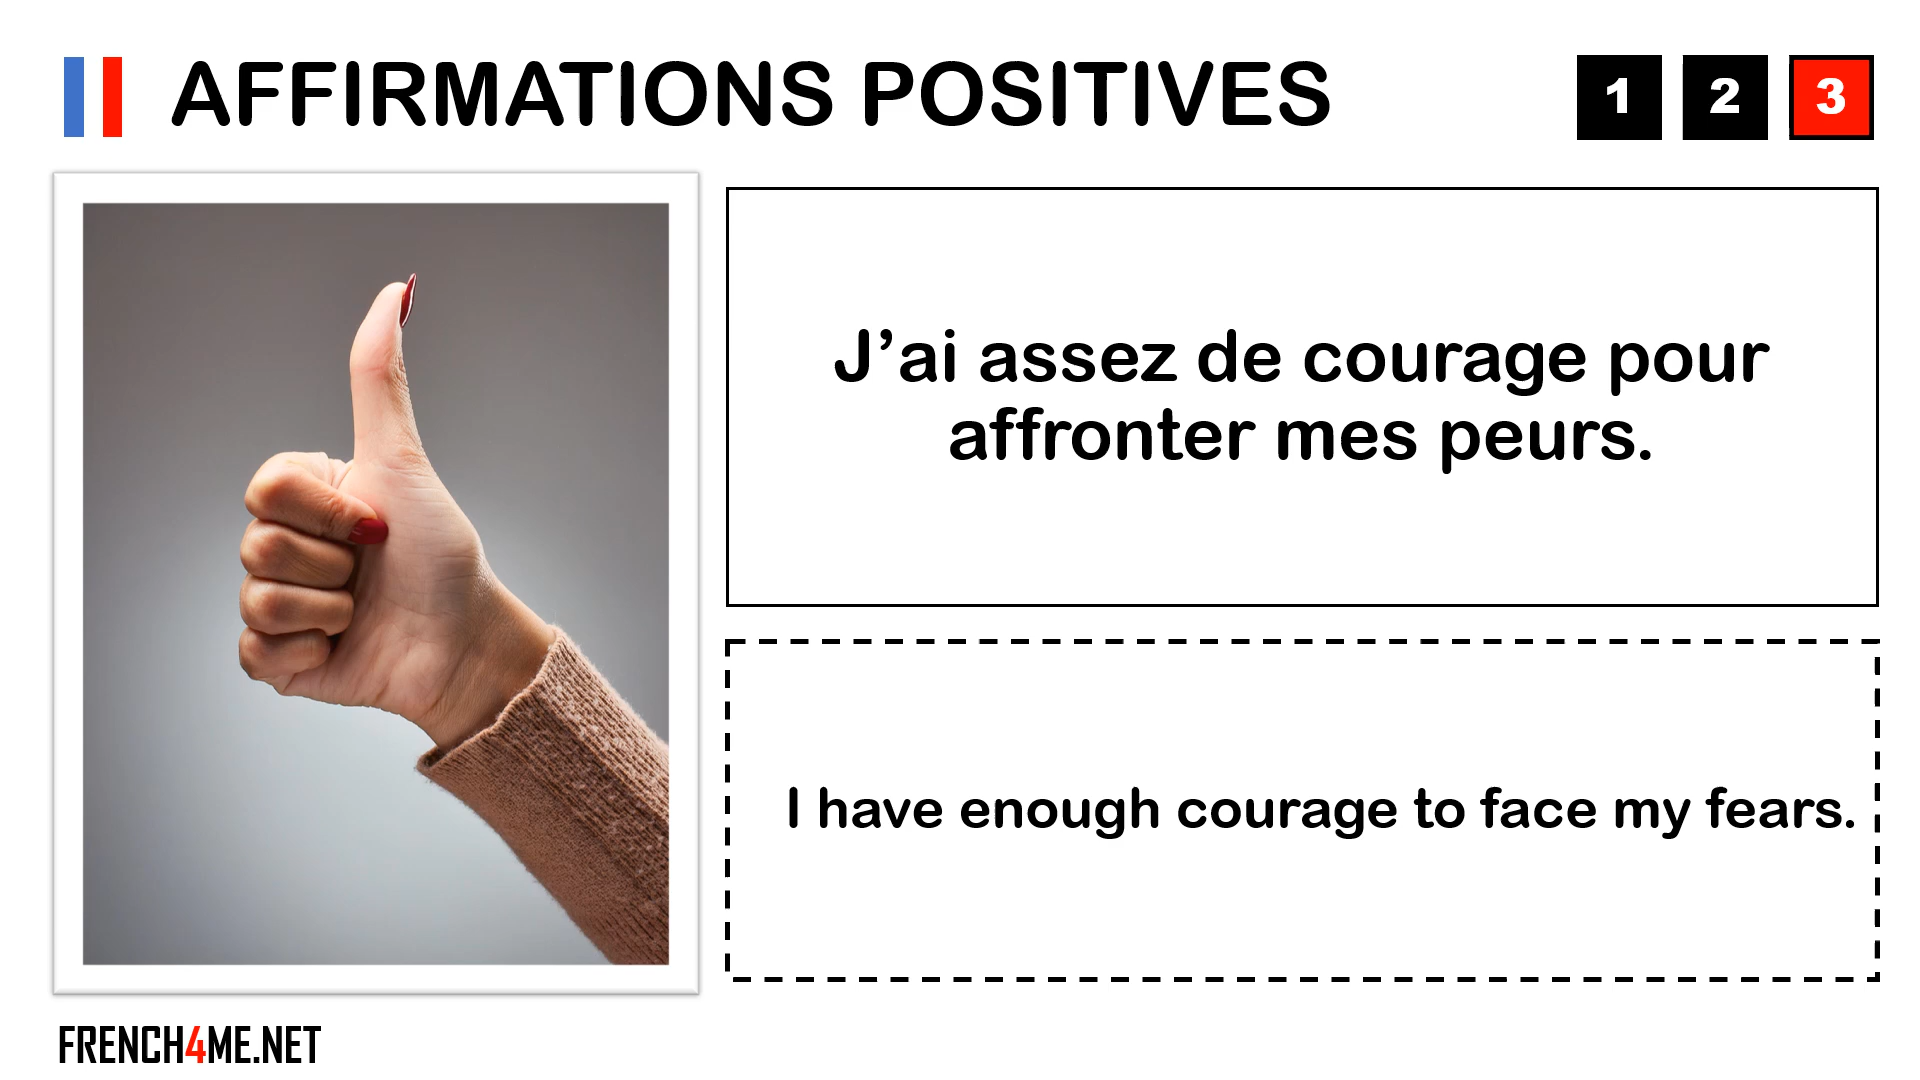 AFFIRMATIONS POSITIVES
1 2 3
J’ai assez de courage pour
affronter mes peurs.
I have enough courage to face my fears.
FRENCH4ME.NET